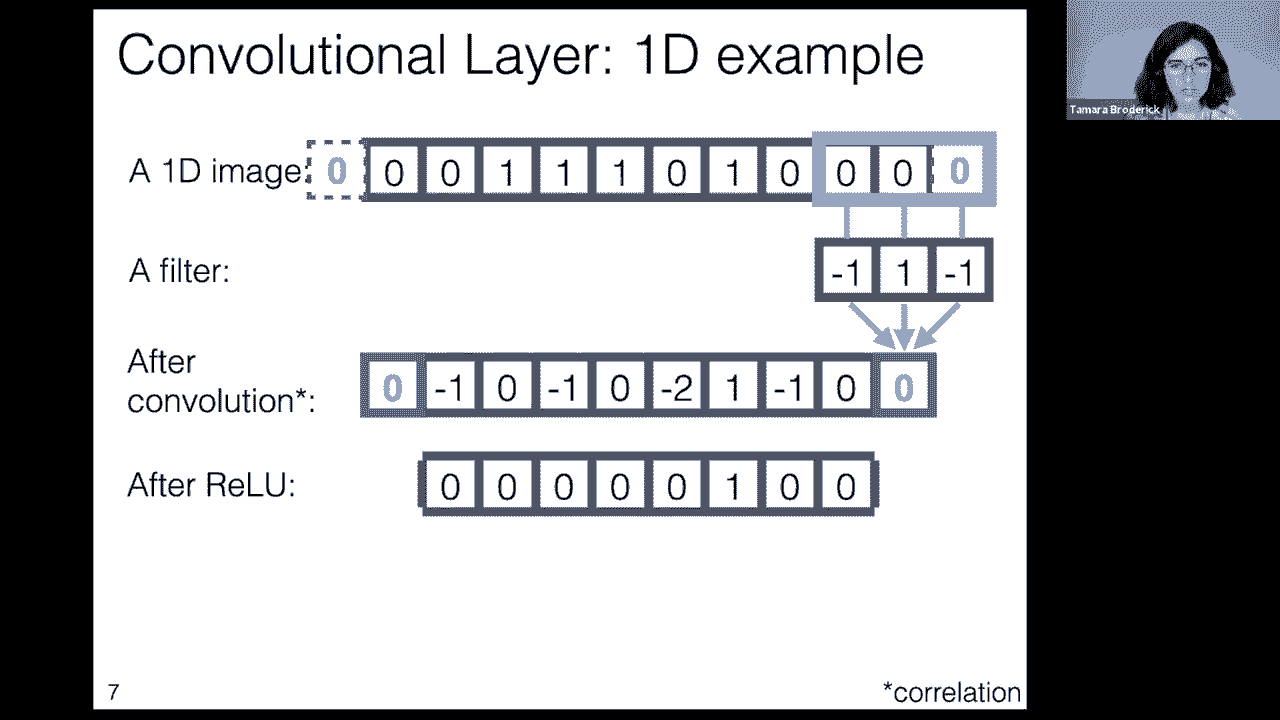 Convolutional Layer: 1D example
Tamara Broderick
A 1D image: 0 0 0 1 1 1 0 1 0 0 0 0
A filter: -1 1 -1
After
convolution*: 0 -1 0 -1 0 -2 1 -1 0 0
After ReLU: 0 0 0 0 0 1 0 0
7
*correlation